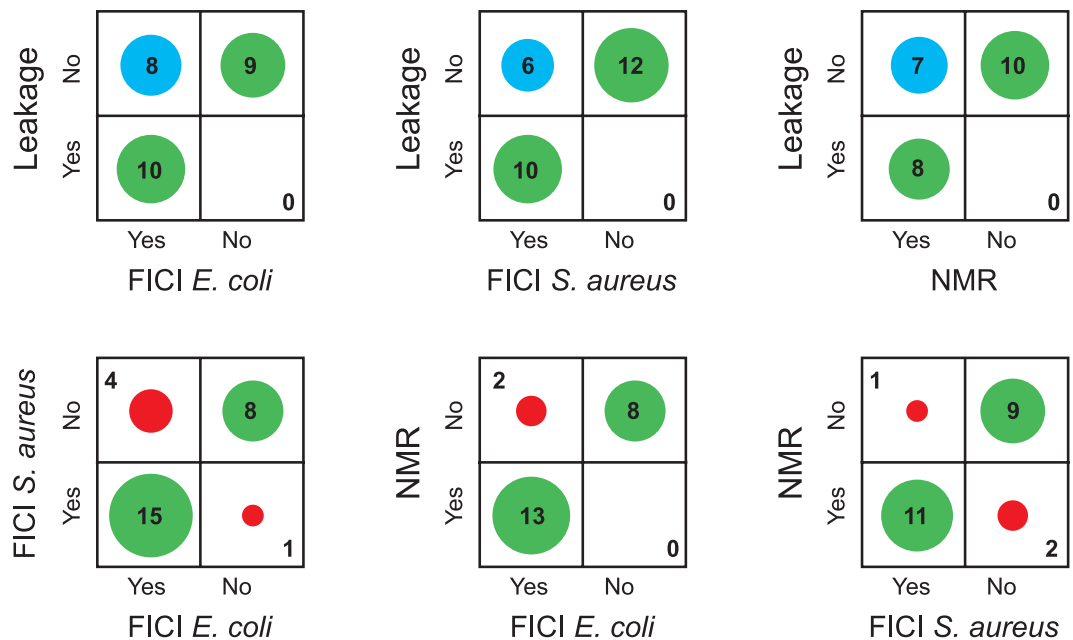 Leakage
No
Yes
8
9
10
0
Yes
No
FICI E. coli
Leakage
No
Yes
6
12
10
0
Yes
No
FICI S. aureus
Leakage
No
Yes
7
10
8
0
Yes
No
NMR
FICI S. aureus
No
Yes
4
8
15
1
Yes
No
FICI E. coli
NMR
No
Yes
2
8
13
0
Yes
No
FICI E. coli
NMR
No
Yes
1
9
11
2
Yes
No
FICI S. aureus